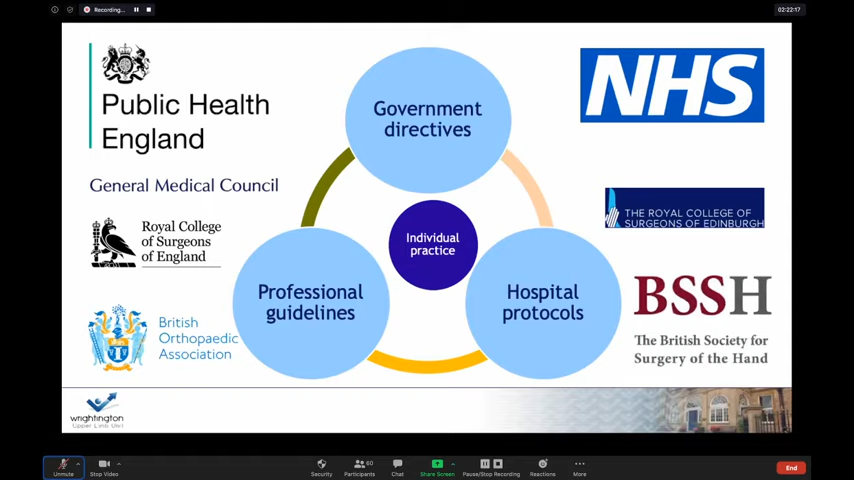 Recording...
02:22:17
Public Health
England
General Medical Council
Royal College
of Surgeons
of England
British
Orthopaedic
Association
Government
directives
Individual
practice
Professional
guidelines
Hospital
protocols
NHS
THE ROYAL COLLEGE OF
SURGEONS OF EDINBURGH
BSSH
The British Society for
Surgery of the Hand
wrightington
Upper Limb Unit
Unmute
Stop Video
Security
60
Participants
Chat
Share Screen
Pause/Stop Recording
Reactions
More
End